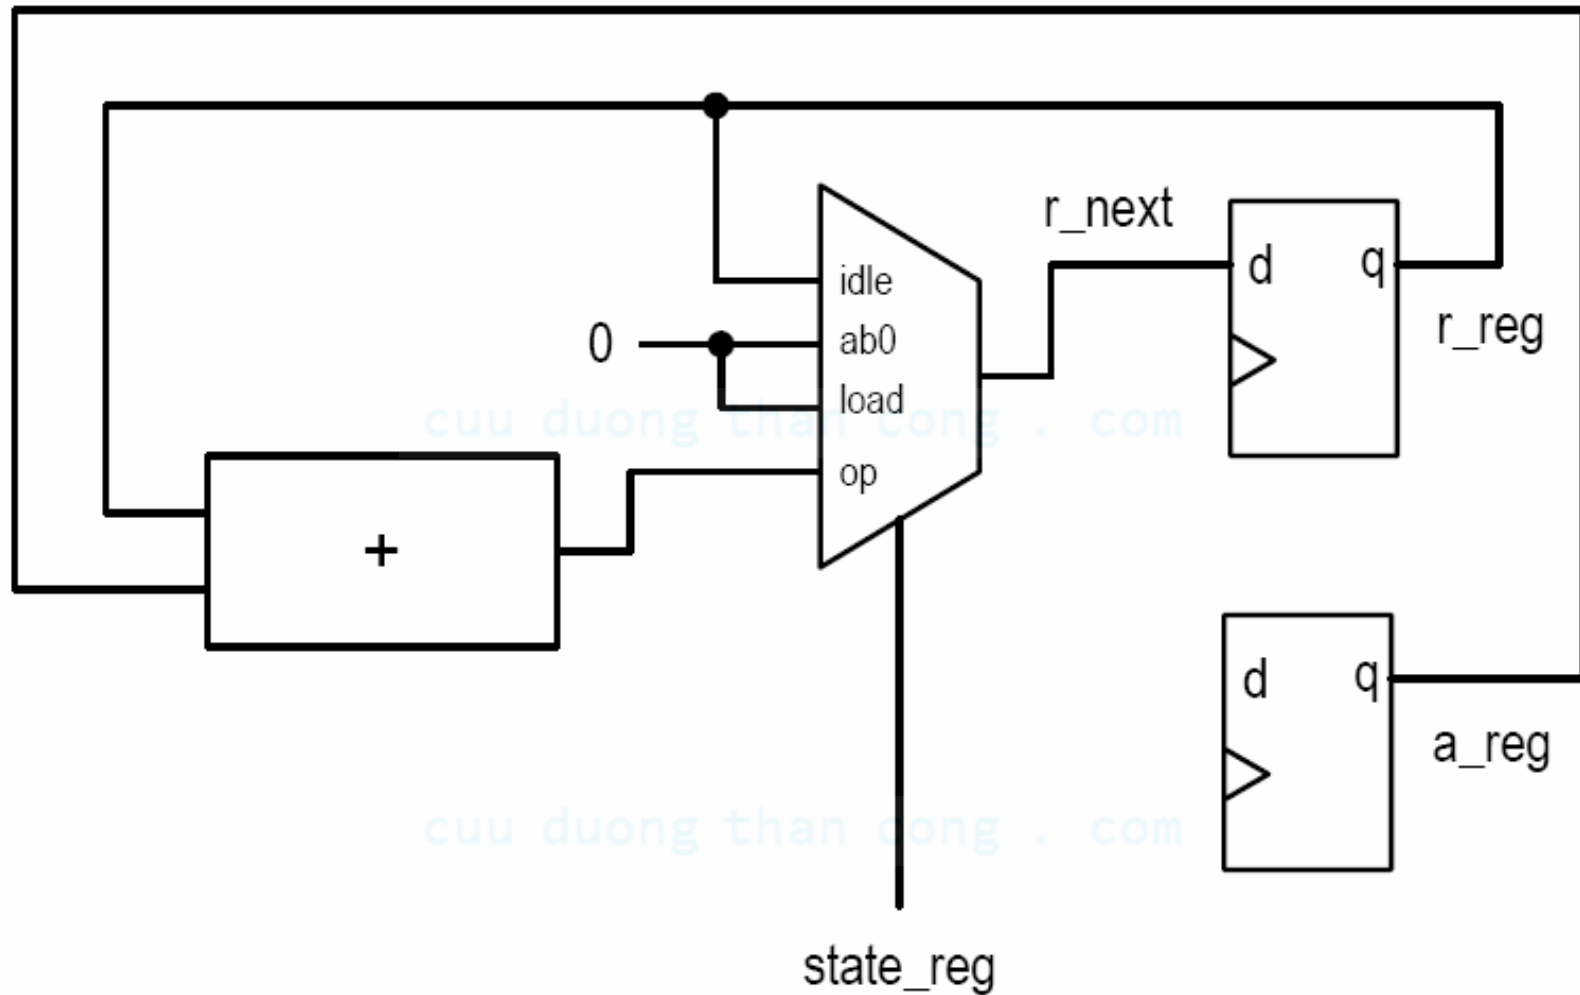 r_next
d
q
idle
r_reg
0
ab0
load
cuu duong than cong . com
op
+
d
q
a_reg
cuu duong than cong . com
state_reg